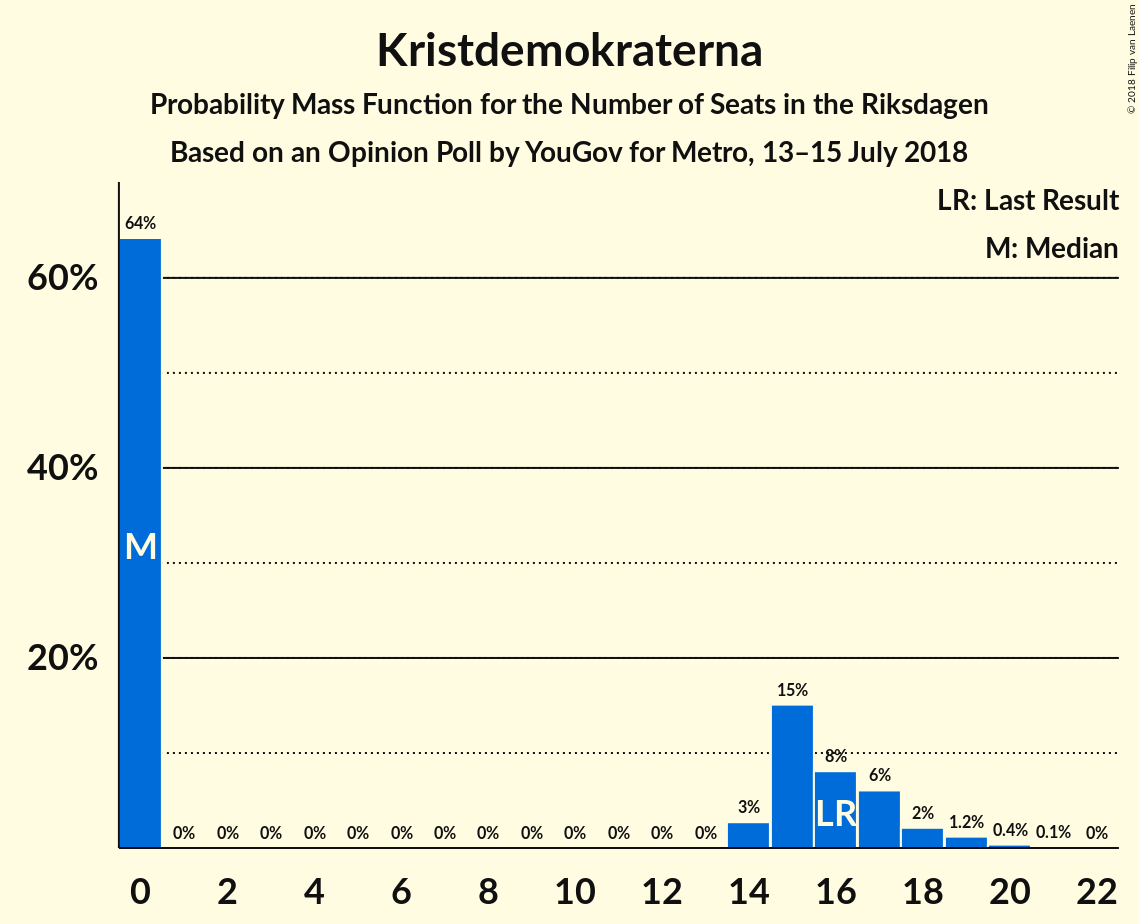 Kristdemokraterna
Probability Mass Function for the Number of Seats in the Riksdagen
Based on an Opinion Poll by YouGov for Metro, 13–15 July 2018
© 2018 Filip van Laenen
LR: Last Result
M: Median
60%
40%
20%
64%
0% 0% 0% 0% 0% 0% 0% 0% 0% 0% 0% 0% 0% 3% 15% 8% 6% 2% 1.2% 0.4% 0.1% 0%
M
LR
0 2 4 6 8 10 12 14 16 18 20 22